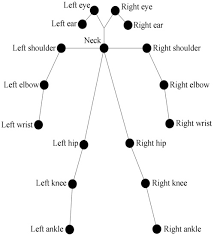 Left eye
Right eye
Left ear
Right ear
Neck
Left shoulder
Right shoulder
Left elbow
Right elbow
Left wrist
Right wrist
Left hip
Right hip
Left knee
Right knee
Left ankle
Right ankle